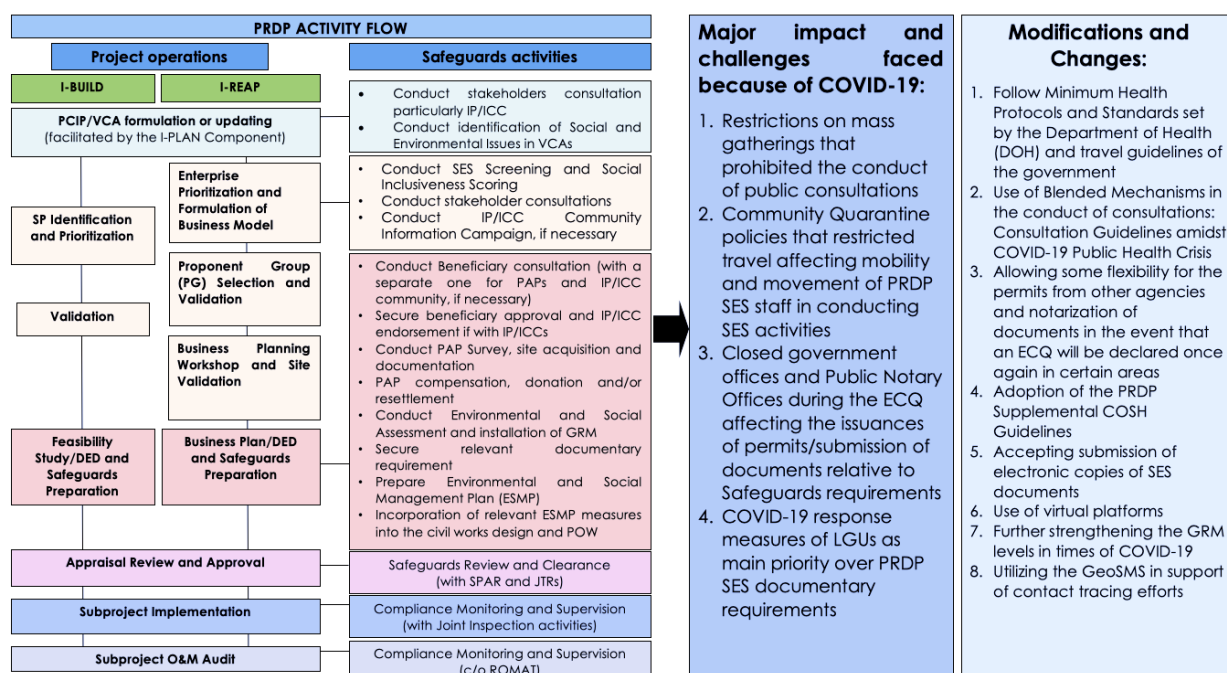 PRDP ACTIVITY FLOW
Project operations
Safeguards activities
I-BUILD
I-REAP
PCIP/VCA formulation or updating
(facilitated by the I-PLAN Component)
• Conduct stakeholders consultation
particularly IP/ICC
• Conduct identification of Social and
Environmental Issues in VCAs
SP Identification
and Prioritization
Validation
Enterprise
Prioritization and
Formulation of
Business Model
Proponent Group
(PG) Selection and
Validation
Business Planning
Workshop and Site
Validation
• Conduct SES Screening and Social
Inclusiveness Scoring
• Conduct stakeholder consultations
• Conduct IP/ICC Community
Information Campaign, if necessary
Feasibility
Study/DED and
Safeguards
Preparation
Business Plan/DED
and Safeguards
Preparation
• Conduct Beneficiary consultation (with a
separate one for PAPs and IP/ICC
community, if necessary)
• Secure beneficiary approval and IP/ICC
endorsement if with IP/ICCs
• Conduct PAP Survey, site acquisition and
documentation
• PAP compensation, donation and/or
resettlement
• Conduct Environmental and Social
Assessment and installation of GRM
• Secure relevant documentary
requirement
• Prepare Environmental and Social
Management Plan (ESMP)
• Incorporation of relevant ESMP measures
into the civil works design and POW
Appraisal Review and Approval
Safeguards Review and Clearance
(with SPAR and JTRs)
Subproject Implementation
Compliance Monitoring and Supervision
(with Joint Inspection activities)
Subproject O&M Audit
Compliance Monitoring and Supervision
(c/o ROMAT)
Major impact and
challenges faced
because of COVID-19:
1. Restrictions on mass
gatherings that
prohibited the conduct
of public consultations
2. Community Quarantine
policies that restricted
travel affecting mobility
and movement of PRDP
SES staff in conducting
SES activities
3. Closed government
offices and Public Notary
Offices during the ECQ
affecting the issuances
of permits/submission of
documents relative to
Safeguards requirements
4. COVID-19 response
measures of LGUs as
main priority over PRDP
SES documentary
requirements
Modifications and
Changes:
1. Follow Minimum Health
Protocols and Standards set
by the Department of Health
(DOH) and travel guidelines of
the government
2. Use of Blended Mechanisms in
the conduct of consultations:
Consultation Guidelines amidst
COVID-19 Public Health Crisis
3. Allowing some flexibility for the
permits from other agencies
and notarization of
documents in the event that
an ECQ will be declared once
again in certain areas
4. Adoption of the PRDP
Supplemental COSH
Guidelines
5. Accepting submission of
electronic copies of SES
documents
6. Use of virtual platforms
7. Further strengthening the GRM
levels in times of COVID-19
8. Utilizing the GeoSMS in support
of contact tracing efforts